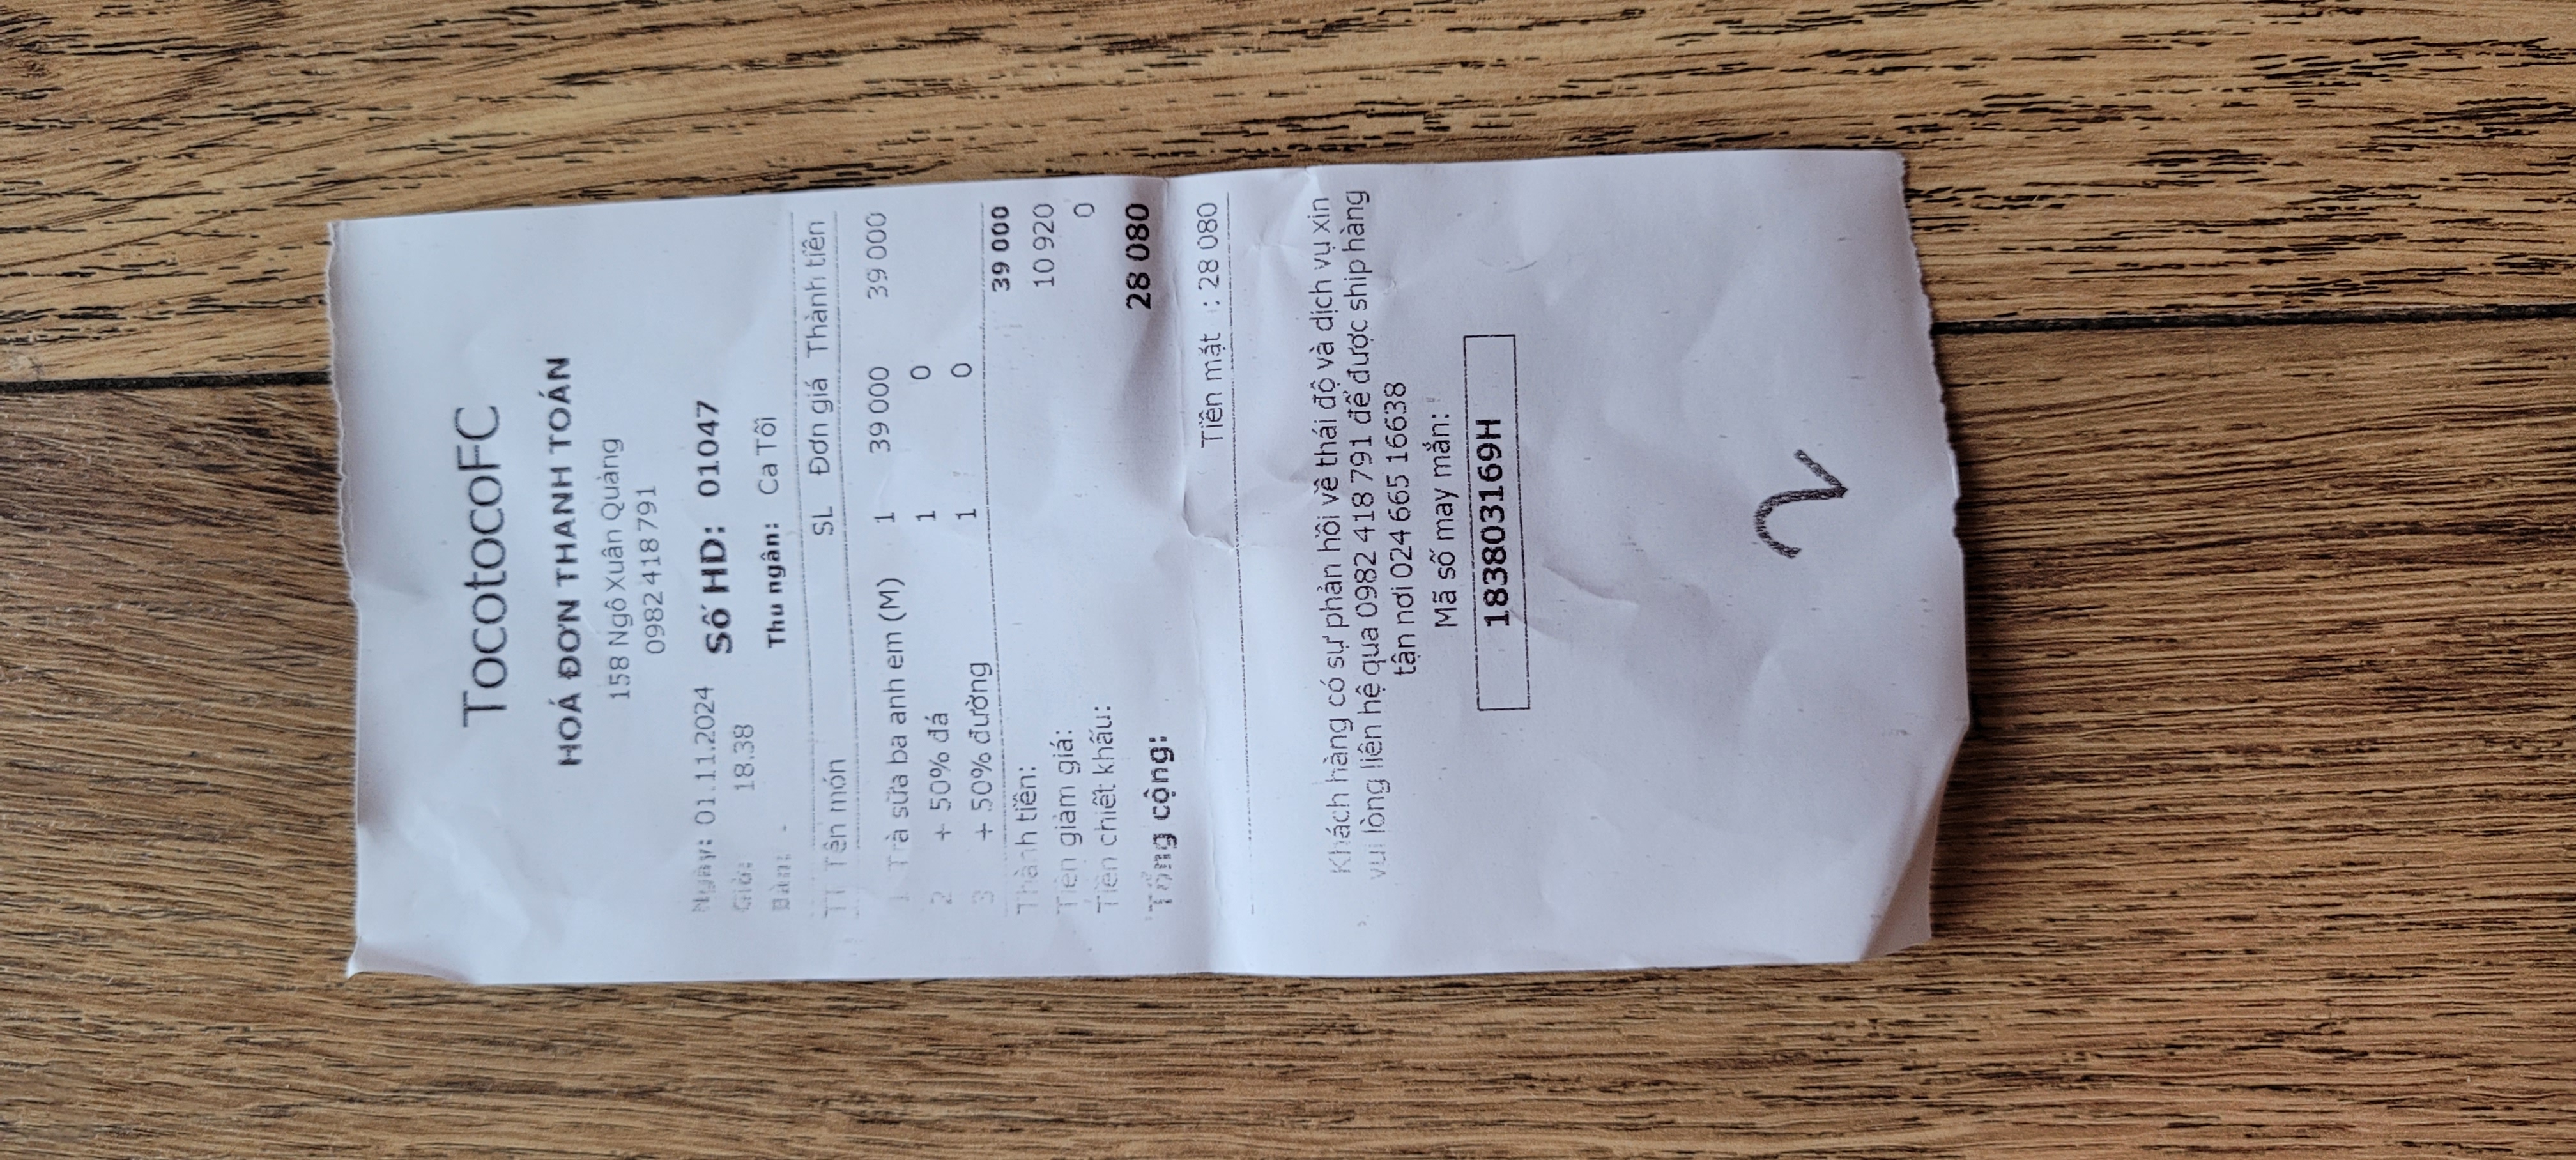 TocotocoFC
HOÁ ĐƠN THANH TOÁN
158 Ngô Xuân Quảng
0982 418 791
Ngày: 01.11.2024 Số HD: 01047
Giờ: 18.38
Bàn: - Thu ngân: Ca Tối
TT Tên món SL Đơn giá Thành tiền
1 Trà sữa ba anh em (M) 1 39 000 39 000
2 + 50% đá 1 0
3 + 50% đường 1 0
Thành tiền: 39 000
Tiền giảm giá: 10 920
Tiền chiết khấu: 0
Tổng cộng: 28 080
Tiền mặt : 28 080
Khách hàng có sự phản hồi về thái độ và dịch vụ xin
vui lòng liên hệ qua 0982 418 791 để được ship hàng
tận nơi 024 665 16638
Mã số may mắn:
183803169H
2